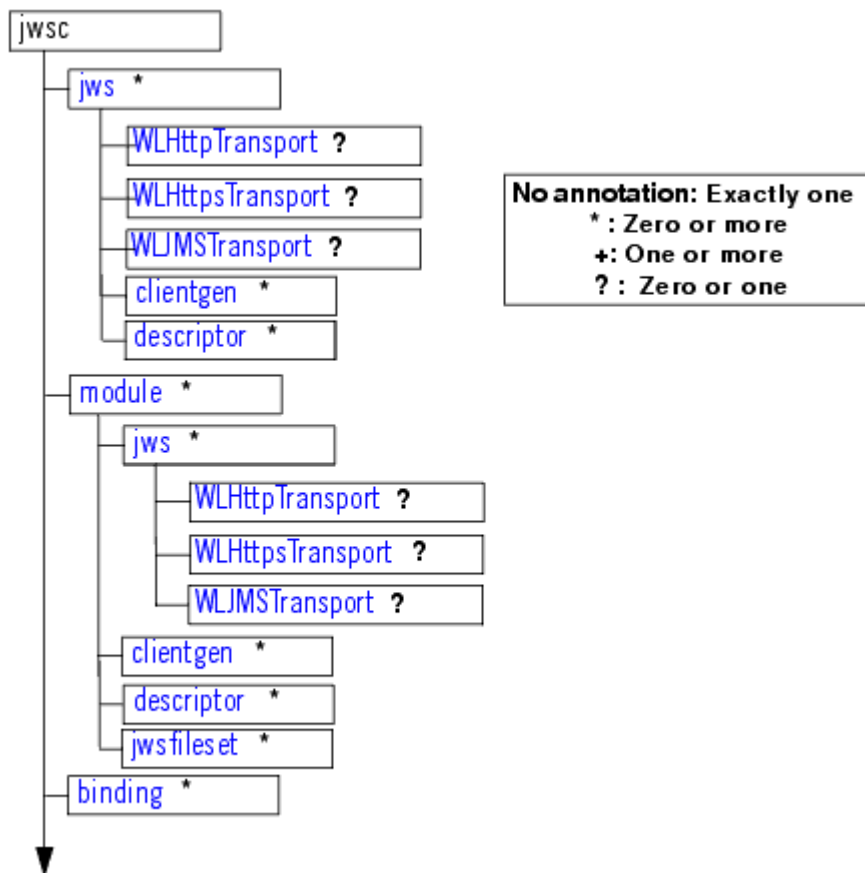 jwsc
jws *
WLHttpTransport ?
WLHttpsTransport ?
WLJMSTransport ?
clientgen *
descriptor *
module *
jws *
WLHttpTransport ?
WLHttpsTransport ?
WLJMSTransport ?
clientgen *
descriptor *
jwsfileset *
binding *
No annotation: Exactly one
* : Zero or more
+: One or more
? : Zero or one